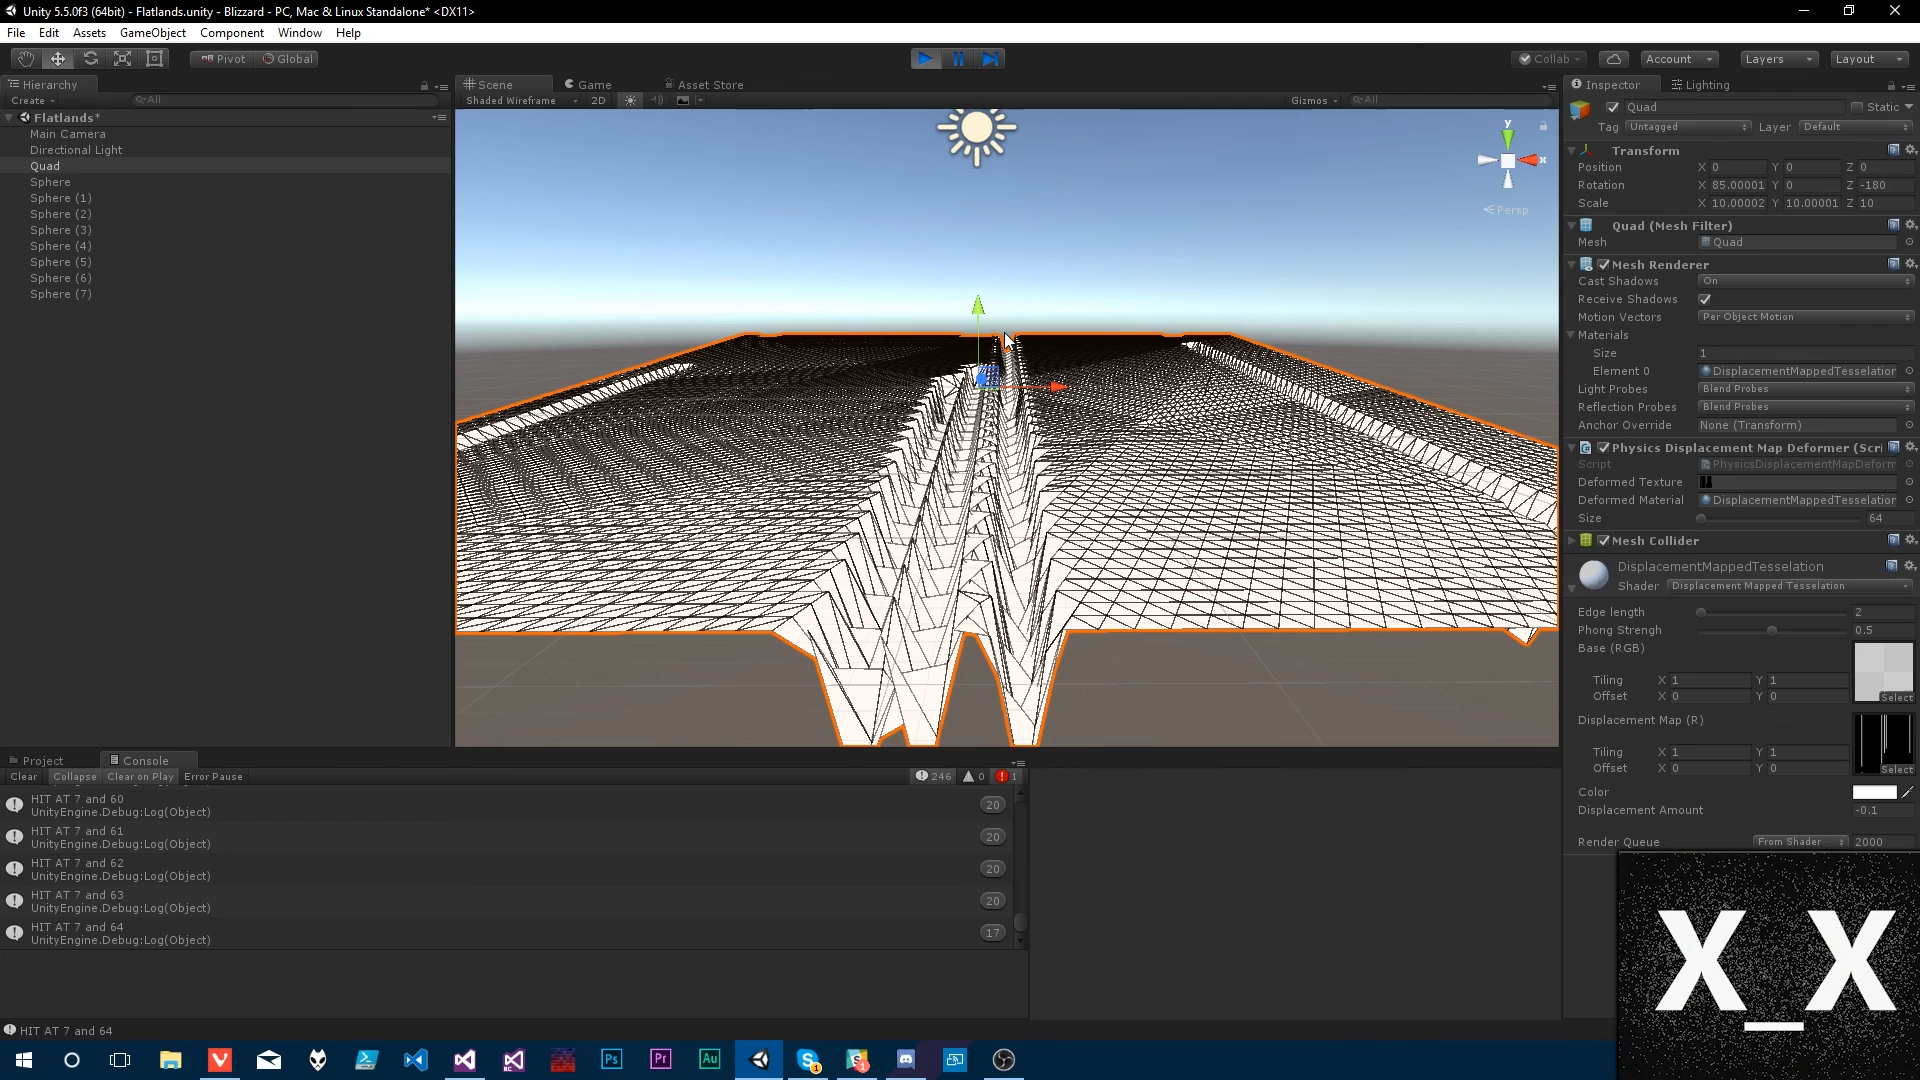 Unity 5.5.0f3 (64bit) - Flatlands.unity - Blizzard - PC, Mac & Linux Standalone* <DX11>
File Edit Assets GameObject Component Window Help
Pivot Global Collab Account Layers Layout
Hierarchy
Create All
Flatlands*
Main Camera
Directional Light
Quad
Sphere
Sphere (1)
Sphere (2)
Sphere (3)
Sphere (4)
Sphere (5)
Sphere (6)
Sphere (7)
Scene Game Asset Store
Shaded Wireframe 2D Gizmos All
y
x
Persp
Inspector Lighting
Quad Static
Tag Untagged Layer Default
Transform
Position X 0 Y 0 Z 0
Rotation X 85.00001 Y 0 Z -180
Scale X 10.00002 Y 10.00001 Z 10
Quad (Mesh Filter)
Mesh Quad
Mesh Renderer
Cast Shadows On
Receive Shadows
Motion Vectors Per Object Motion
Materials
Size 1
Element 0 DisplacementMappedTesselation
Light Probes Blend Probes
Reflection Probes Blend Probes
Anchor Override None (Transform)
Physics Displacement Map Deformer (Scri
Script PhysicsDisplacementMapDeform
Deformed Texture
Deformed Material DisplacementMappedTesselation
Size 64
Mesh Collider
DisplacementMappedTesselation
Shader Displacement Mapped Tesselation
Edge length 2
Phong Strengh 0.5
Base (RGB)
Tiling X 1 Y 1
Offset X 0 Y 0
Select
Displacement Map (R)
Tiling X 1 Y 1
Offset X 0 Y 0
Select
Color
Displacement Amount -0.1
Render Queue From Shader 2000
Project Console
Clear Collapse Clear on Play Error Pause 246 0 1
HIT AT 7 and 60
UnityEngine.Debug:Log(Object)
20
HIT AT 7 and 61
UnityEngine.Debug:Log(Object)
20
HIT AT 7 and 62
UnityEngine.Debug:Log(Object)
20
HIT AT 7 and 63
UnityEngine.Debug:Log(Object)
20
HIT AT 7 and 64
UnityEngine.Debug:Log(Object)
17
HIT AT 7 and 64
X_X
RC Ps Pr Au S 1 1